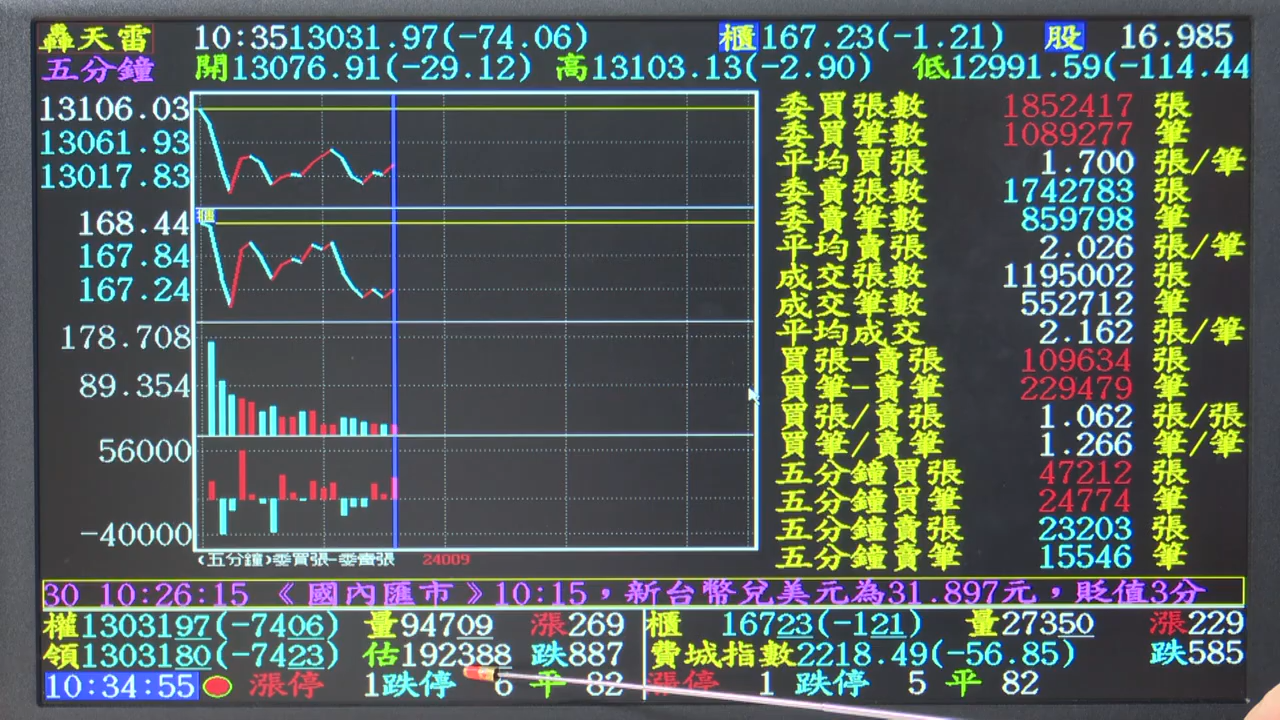 轟天雷 10:35 13031.97(-74.06) 櫃 167.23(-1.21) 股 16.985
五分鐘 開13076.91(-29.12) 高13103.13(-2.90) 低12991.59(-114.44
13106.03
13061.93
13017.83
櫃
168.44
167.84
167.24
178.708
89.354
56000
-40000
(五分鐘)委買張-委賣張 24009
委買張數 1852417 張
委買筆數 1089277 筆
平均買張 1.700 張/筆
委賣張數 1742783 張
委賣筆數 859798 筆
平均賣張 2.026 張/筆
成交張數 1195002 張
成交筆數 552712 筆
平均成交 2.162 張/筆
買張-賣張 109634 張
買筆-賣筆 229479 筆
買張/賣張 1.062 張/張
買筆/賣筆 1.266 筆/筆
五分鐘買張 47212 張
五分鐘買筆 24774 筆
五分鐘賣張 23203 張
五分鐘賣筆 15546 筆
30 10:26:15 《國內匯市》10:15，新台幣兌美元為31.897元，貶值3分
權1303197(-7406) 量94709 漲269 櫃 16723(-121) 量27350 漲229
領1303180(-7423) 估192388 跌887 費城指數2218.49(-56.85) 跌585
10:34:55 漲停 1跌停 6 平 82 漲停 1 跌停 5 平 82